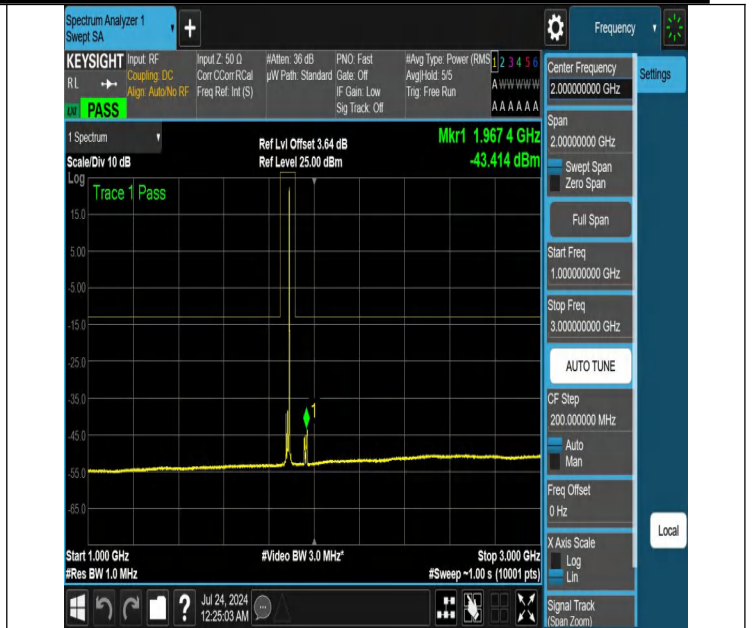 Spectrum Analyzer 1
Swept SA
Frequency
KEYSIGHT
RL
PASS
Input: RF
Coupling: DC
Align: Auto/No RF
Input Z: 50 Ω
Corr CCorr RCal
Freq Ref: Int (S)
#Atten: 36 dB
µW Path: Standard
PNO: Fast
Gate: Off
IF Gain: Low
Sig Track: Off
#Avg Type: Power (RMS
Avg|Hold: 5/5
Trig: Free Run
1 2 3 4 5 6
A W W W W W
A A A A A A
Center Frequency
2.000000000 GHz
Settings
Span
2.00000000 GHz
Swept Span
Zero Span
Full Span
Start Freq
1.000000000 GHz
Stop Freq
3.000000000 GHz
AUTO TUNE
CF Step
200.000000 MHz
Auto
Man
Freq Offset
0 Hz
X Axis Scale
Log
Lin
Local
Signal Track
(Span Zoom)
1 Spectrum
Scale/Div 10 dB
Ref Lvl Offset 3.64 dB
Ref Level 25.00 dBm
Mkr1 1.967 4 GHz
-43.414 dBm
Log
Trace 1 Pass
15.0
5.00
-5.00
-15.0
-25.0
-35.0
-45.0
-55.0
-65.0
1
Start 1.000 GHz
#Res BW 1.0 MHz
#Video BW 3.0 MHz*
Stop 3.000 GHz
#Sweep ~1.00 s (10001 pts)
?
Jul 24, 2024
12:25:03 AM